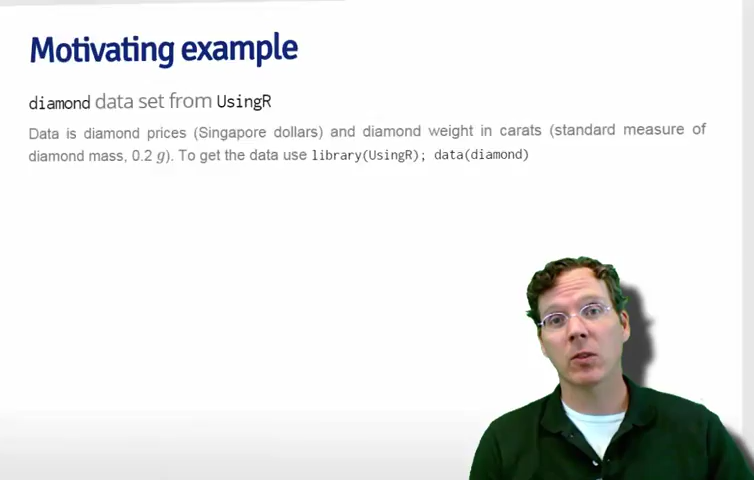 Motivating example
diamond data set from UsingR
Data is diamond prices (Singapore dollars) and diamond weight in carats (standard measure of
diamond mass, 0.2 g). To get the data use library(UsingR); data(diamond)